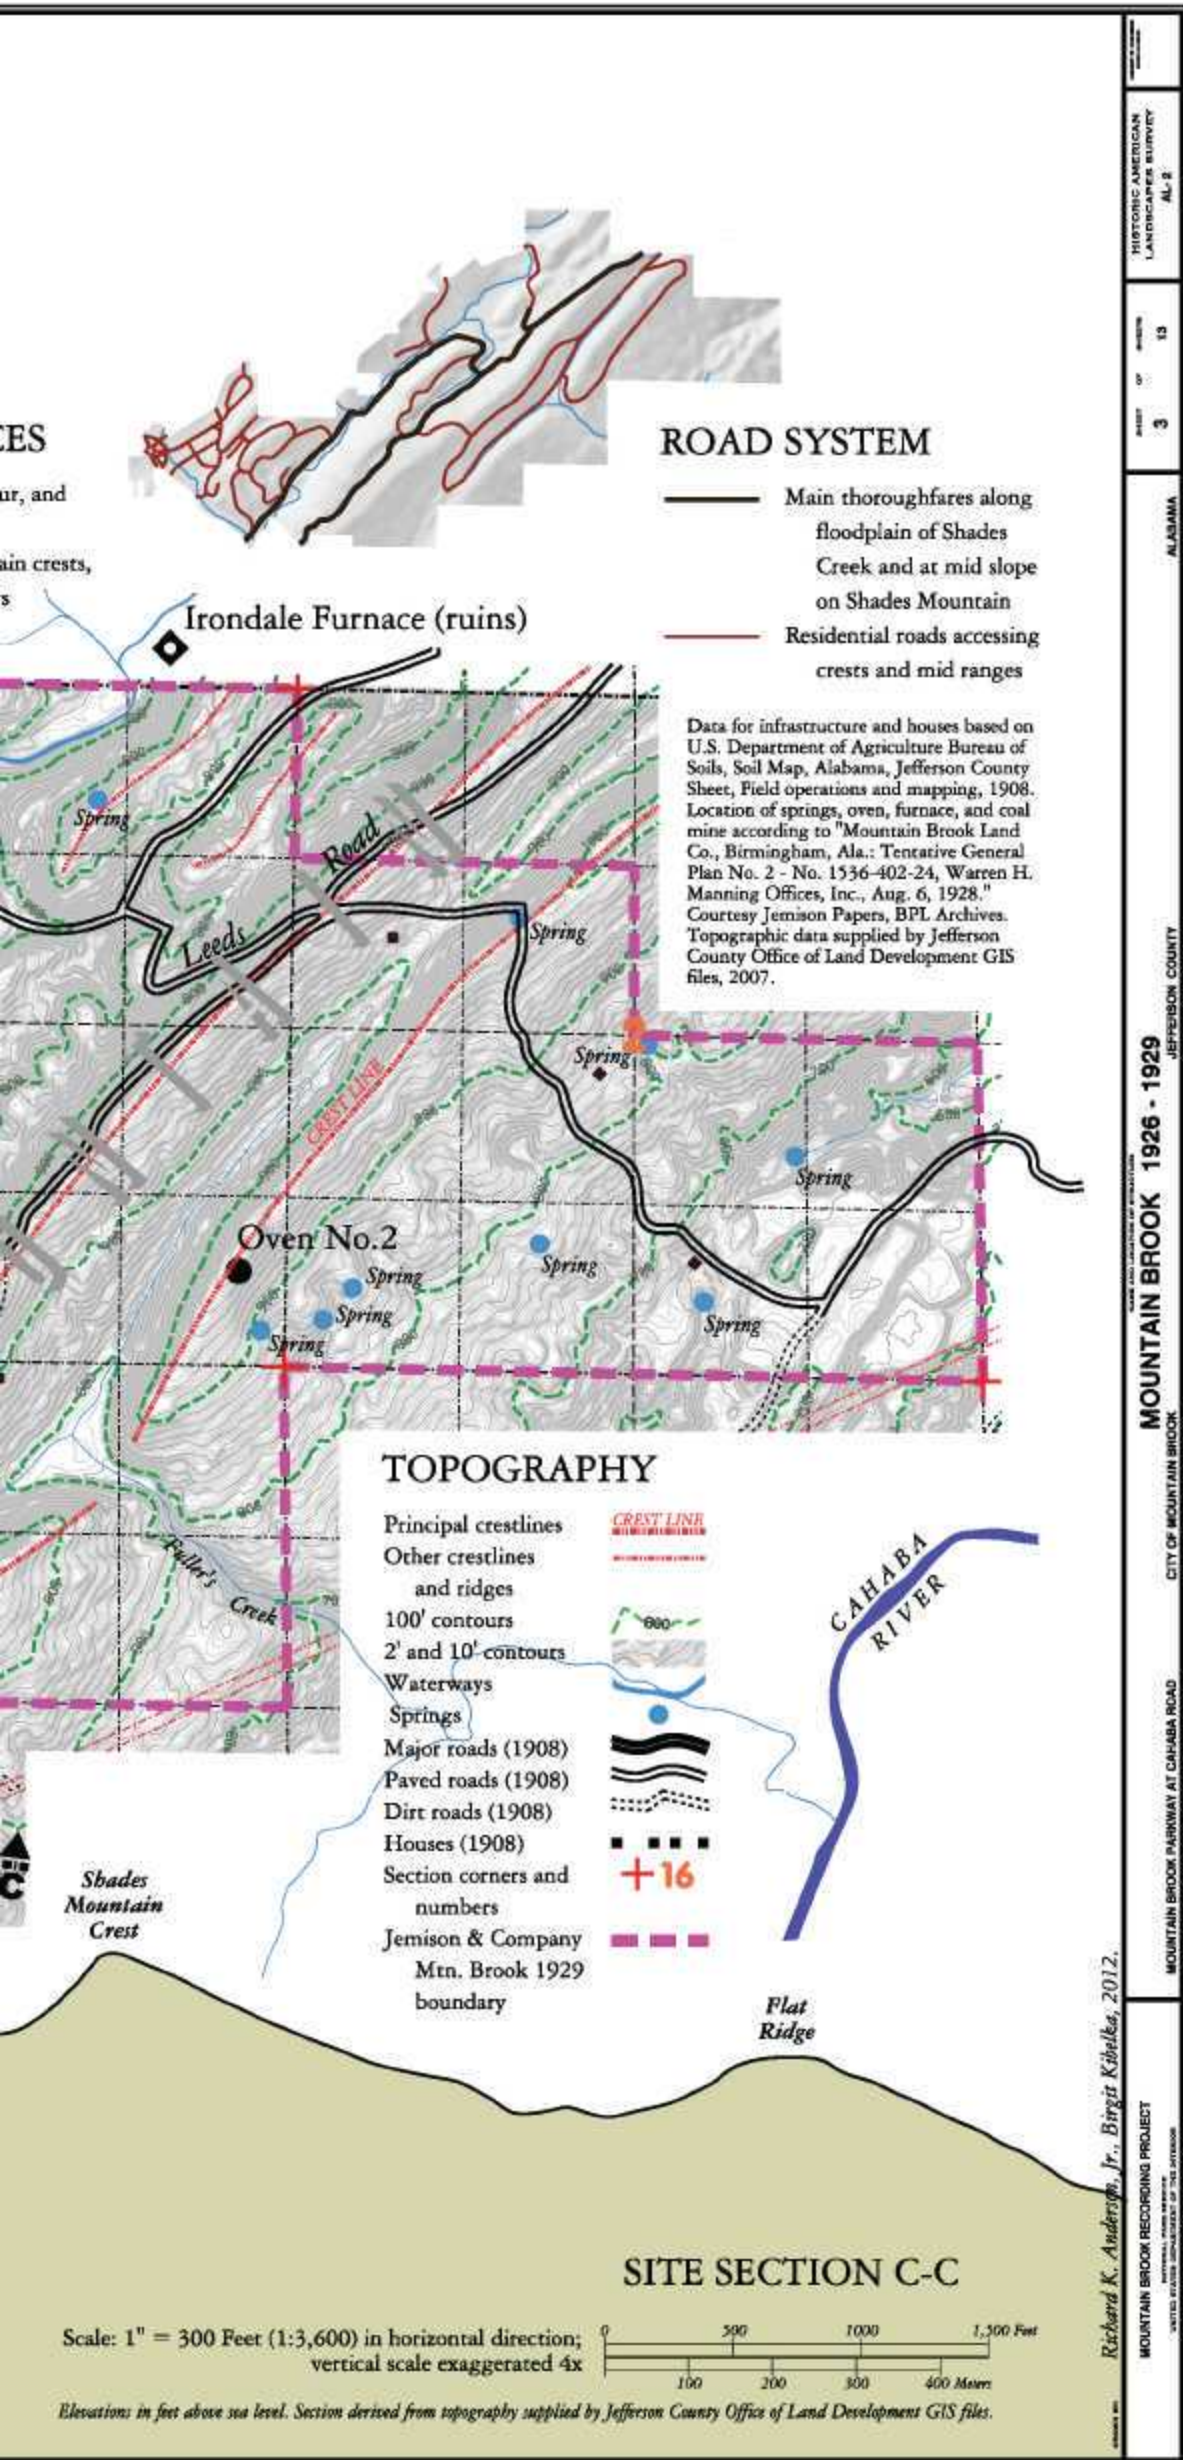 CES
ur, and
ain crests,
s
ROAD SYSTEM
Main thoroughfares along
floodplain of Shades
Creek and at mid slope
on Shades Mountain
Residential roads accessing
crests and mid ranges
Irondale Furnace (ruins)
Data for infrastructure and houses based on
U.S. Department of Agriculture Bureau of
Soils, Soil Map, Alabama, Jefferson County
Sheet, Field operations and mapping, 1908.
Location of springs, oven, furnace, and coal
mine according to "Mountain Brook Land
Co., Birmingham, Ala.: Tentative General
Plan No. 2 - No. 1536-402-24, Warren H.
Manning Offices, Inc., Aug. 6, 1928."
Courtesy Jemison Papers, BPL Archives.
Topographic data supplied by Jefferson
County Office of Land Development GIS
files, 2007.
Spring
Road
Leeds
Spring
Spring
CREST LINE
Spring
Oven No.2
Spring
Spring
Spring
Spring
Spring
Fuller's
Creek
TOPOGRAPHY
Principal crestlines
CREST LINE
Other crestlines
and ridges
100' contours
600
2' and 10' contours
Waterways
Springs
Major roads (1908)
Paved roads (1908)
Dirt roads (1908)
Houses (1908)
Section corners and
numbers
16
Jemison & Company
Mtn. Brook 1929
boundary
CAHABA
RIVER
C
Shades
Mountain
Crest
Flat
Ridge
SITE SECTION C-C
Scale: 1" = 300 Feet (1:3,600) in horizontal direction;
vertical scale exaggerated 4x
0 500 1000 1,500 Feet
100 200 300 400 Meters
Elevations in feet above sea level. Section derived from topography supplied by Jefferson County Office of Land Development GIS files.
Richard K. Anderson, Jr., Birgit Kibelka, 2012.
HISTORIC AMERICAN
LANDSCAPES SURVEY
AL-2
SHEET 3 OF 13 SHEETS
ALABAMA
JEFFERSON COUNTY
MOUNTAIN BROOK 1926 - 1929
CITY OF MOUNTAIN BROOK
MOUNTAIN BROOK PARKWAY AT CAHABA ROAD
MOUNTAIN BROOK RECORDING PROJECT
NATIONAL PARK SERVICE
UNITED STATES DEPARTMENT OF THE INTERIOR